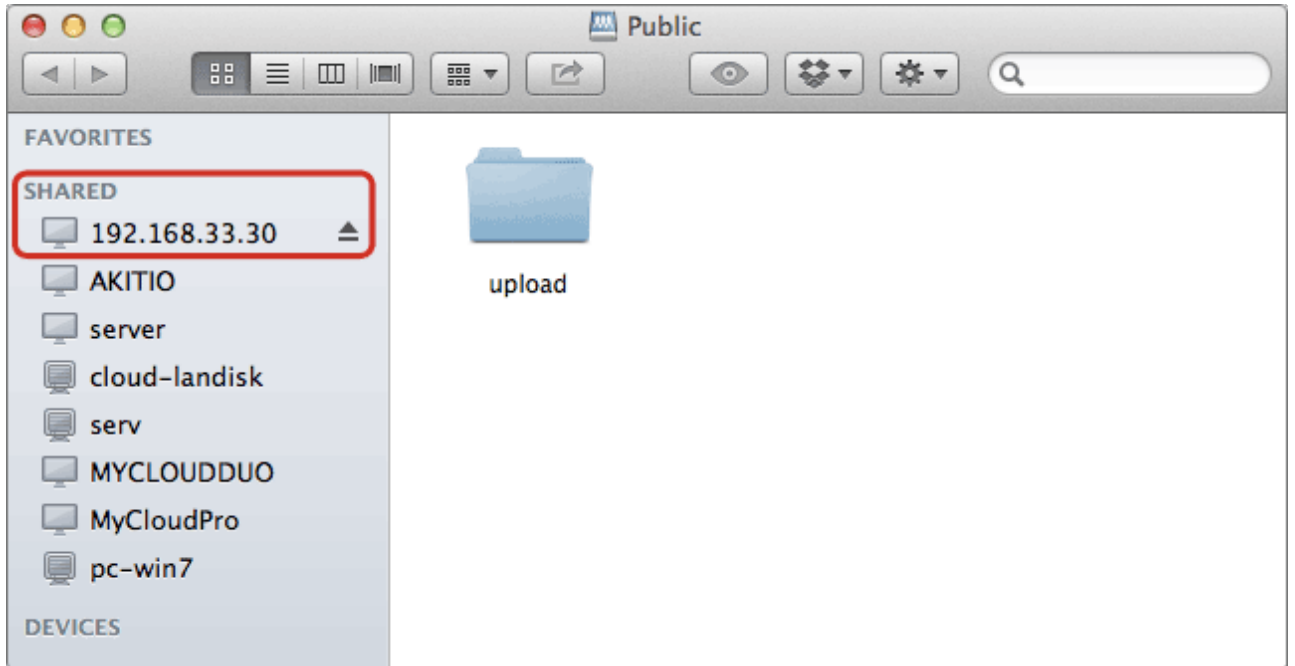 Public
FAVORITES
SHARED
192.168.33.30
AKITIO
server
cloud-landisk
serv
MYCLOUDDUO
MyCloudPro
pc-win7
DEVICES
upload